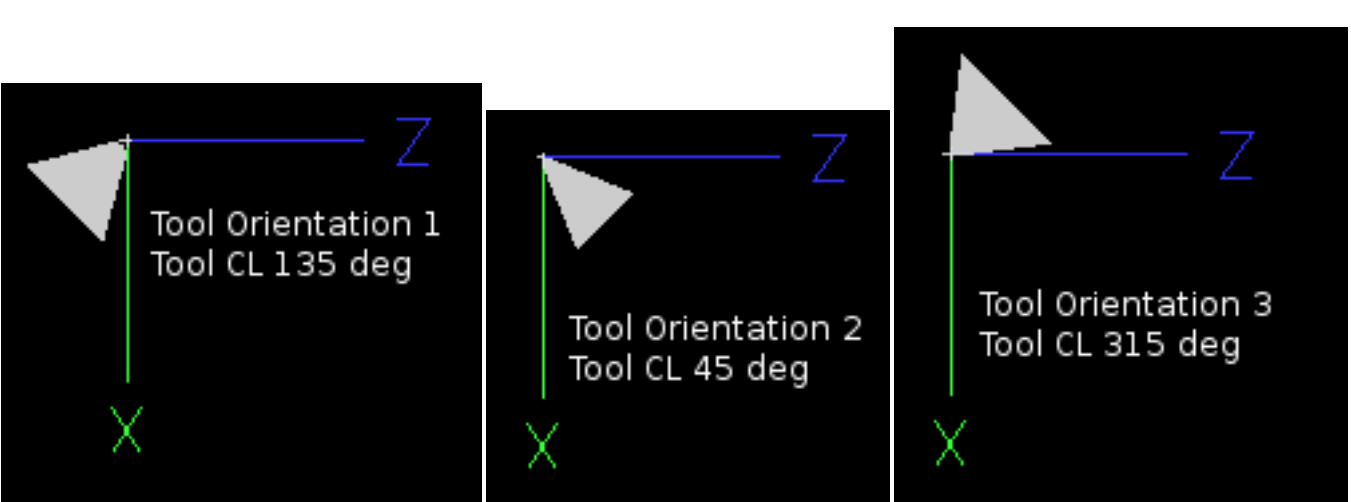 Z
Tool Orientation 1
Tool CL 135 deg
X
Z
Tool Orientation 2
Tool CL 45 deg
X
Z
Tool Orientation 3
Tool CL 315 deg
X